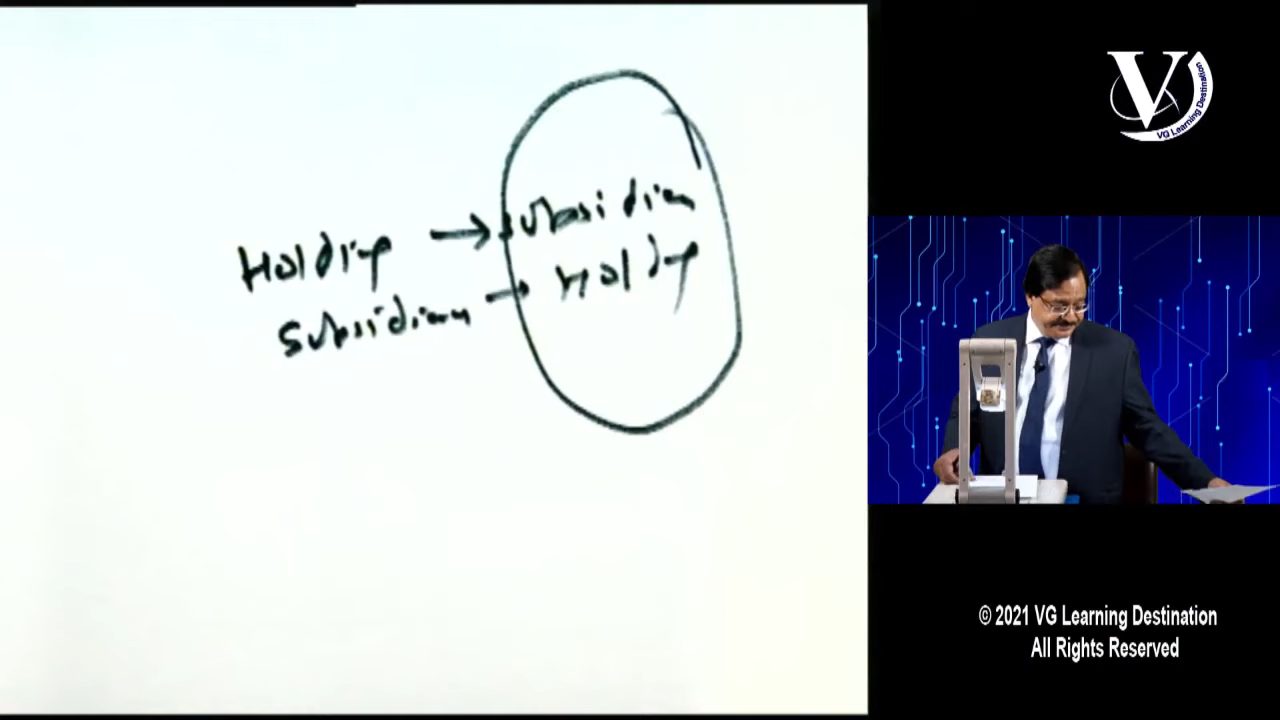 Holding → Subsidiary
Subsidiary → Holding
V
VG Learning Destination
© 2021 VG Learning Destination
All Rights Reserved